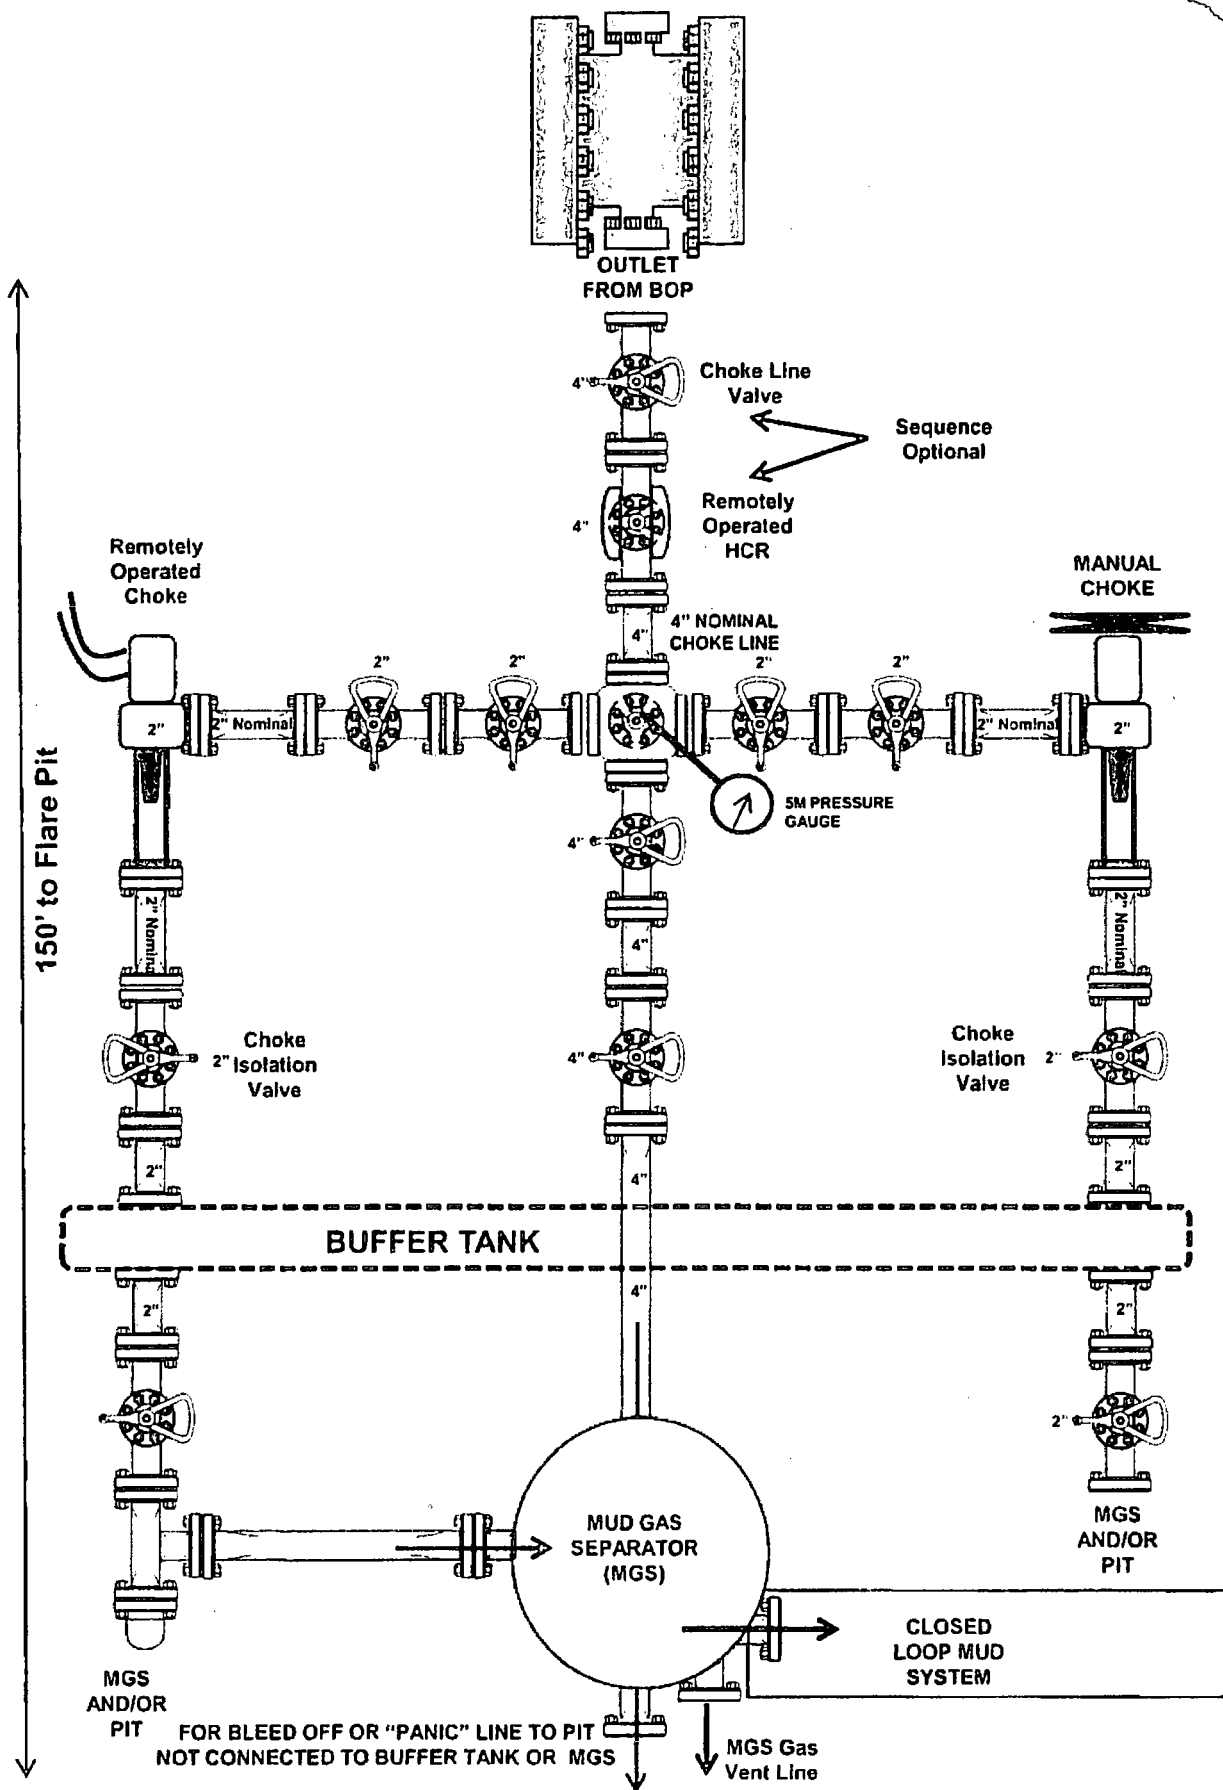 OUTLET
FROM BOP
4"
Choke Line
Valve
Sequence
Optional
4"
Remotely
Operated
HCR
Remotely
Operated
Choke
MANUAL
CHOKE
4"
4" NOMINAL
CHOKE LINE
2"
2"
2"
2"
2"
2" Nominal
2" Nominal
2"
5M PRESSURE
GAUGE
4"
150' to Flare Pit
2" Nominal
4"
2" Nominal
2"
Choke
Isolation
Valve
4"
Choke
Isolation
Valve
2"
2"
4"
2"
BUFFER TANK
2"
4"
2"
2"
MUD GAS
SEPARATOR
(MGS)
MGS
AND/OR
PIT
CLOSED
LOOP MUD
SYSTEM
MGS
AND/OR
PIT
FOR BLEED OFF OR "PANIC" LINE TO PIT
NOT CONNECTED TO BUFFER TANK OR MGS
MGS Gas
Vent Line